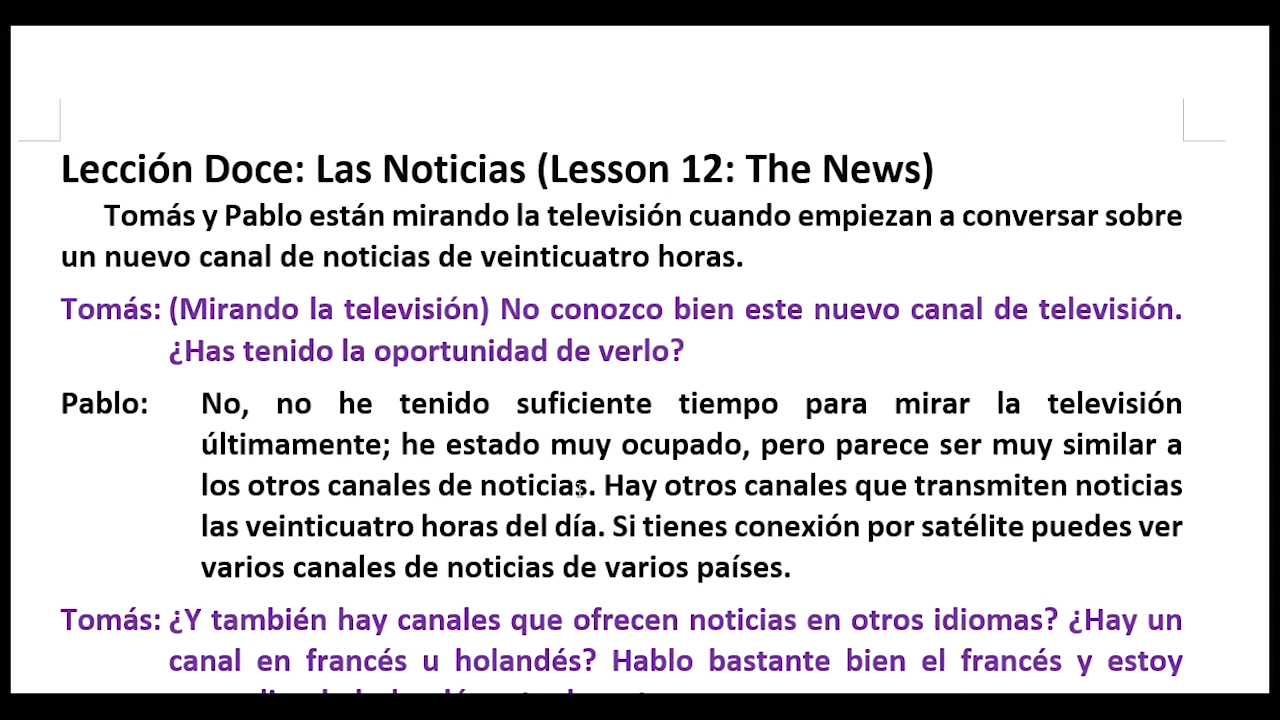 Lección Doce: Las Noticias (Lesson 12: The News)
Tomás y Pablo están mirando la televisión cuando empiezan a conversar sobre
un nuevo canal de noticias de veinticuatro horas.
Tomás: (Mirando la televisión) No conozco bien este nuevo canal de televisión.
¿Has tenido la oportunidad de verlo?
Pablo: No, no he tenido suficiente tiempo para mirar la televisión
últimamente; he estado muy ocupado, pero parece ser muy similar a
los otros canales de noticias. Hay otros canales que transmiten noticias
las veinticuatro horas del día. Si tienes conexión por satélite puedes ver
varios canales de noticias de varios países.
Tomás: ¿Y también hay canales que ofrecen noticias en otros idiomas? ¿Hay un
canal en francés u holandés? Hablo bastante bien el francés y estoy